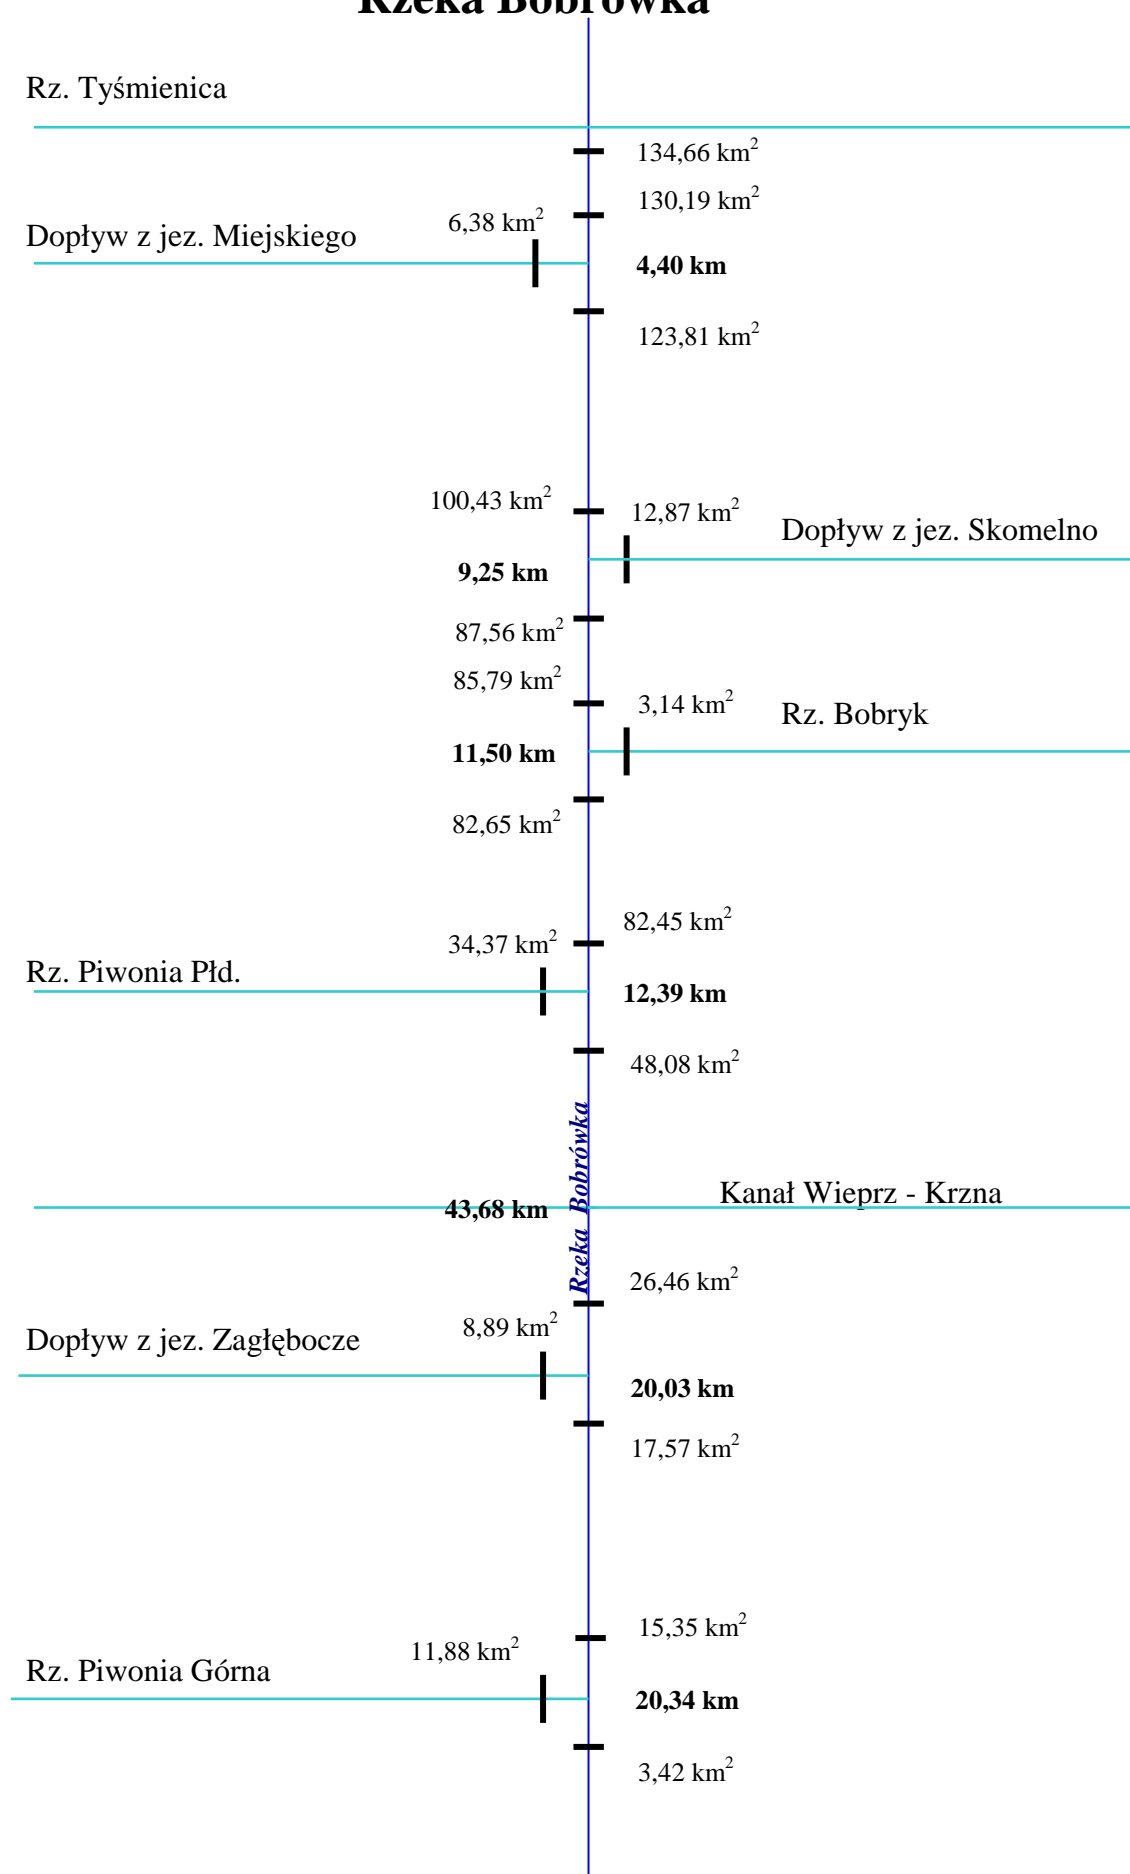 Rzeka Bobrówka
Rz. Tyśmienica
134,66 km²
130,19 km²
6,38 km²
Dopływ z jez. Miejskiego
4,40 km
123,81 km²
100,43 km²
12,87 km²
Dopływ z jez. Skomelno
9,25 km
87,56 km²
85,79 km²
3,14 km²
Rz. Bobryk
11,50 km
82,65 km²
82,45 km²
34,37 km²
Rz. Piwonia Płd.
12,39 km
48,08 km²
Rzeka Bobrówka
Kanał Wieprz - Krzna
43,68 km
26,46 km²
8,89 km²
Dopływ z jez. Zagłębocze
20,03 km
17,57 km²
15,35 km²
11,88 km²
Rz. Piwonia Górna
20,34 km
3,42 km²